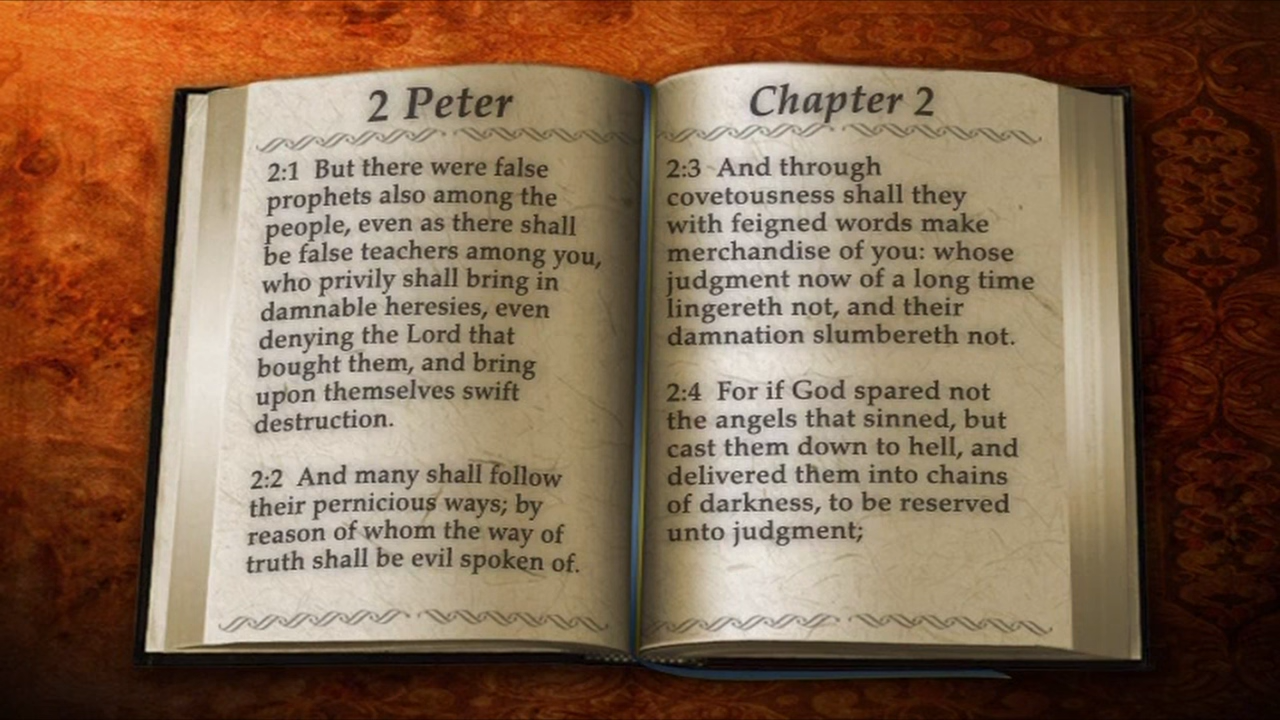 2 Peter
2:1 But there were false
prophets also among the
people, even as there shall
be false teachers among you,
who privily shall bring in
damnable heresies, even
denying the Lord that
bought them, and bring
upon themselves swift
destruction.
2:2 And many shall follow
their pernicious ways; by
reason of whom the way of
truth shall be evil spoken of.
Chapter 2
2:3 And through
covetousness shall they
with feigned words make
merchandise of you: whose
judgment now of a long time
lingereth not, and their
damnation slumbereth not.
2:4 For if God spared not
the angels that sinned, but
cast them down to hell, and
delivered them into chains
of darkness, to be reserved
unto judgment;